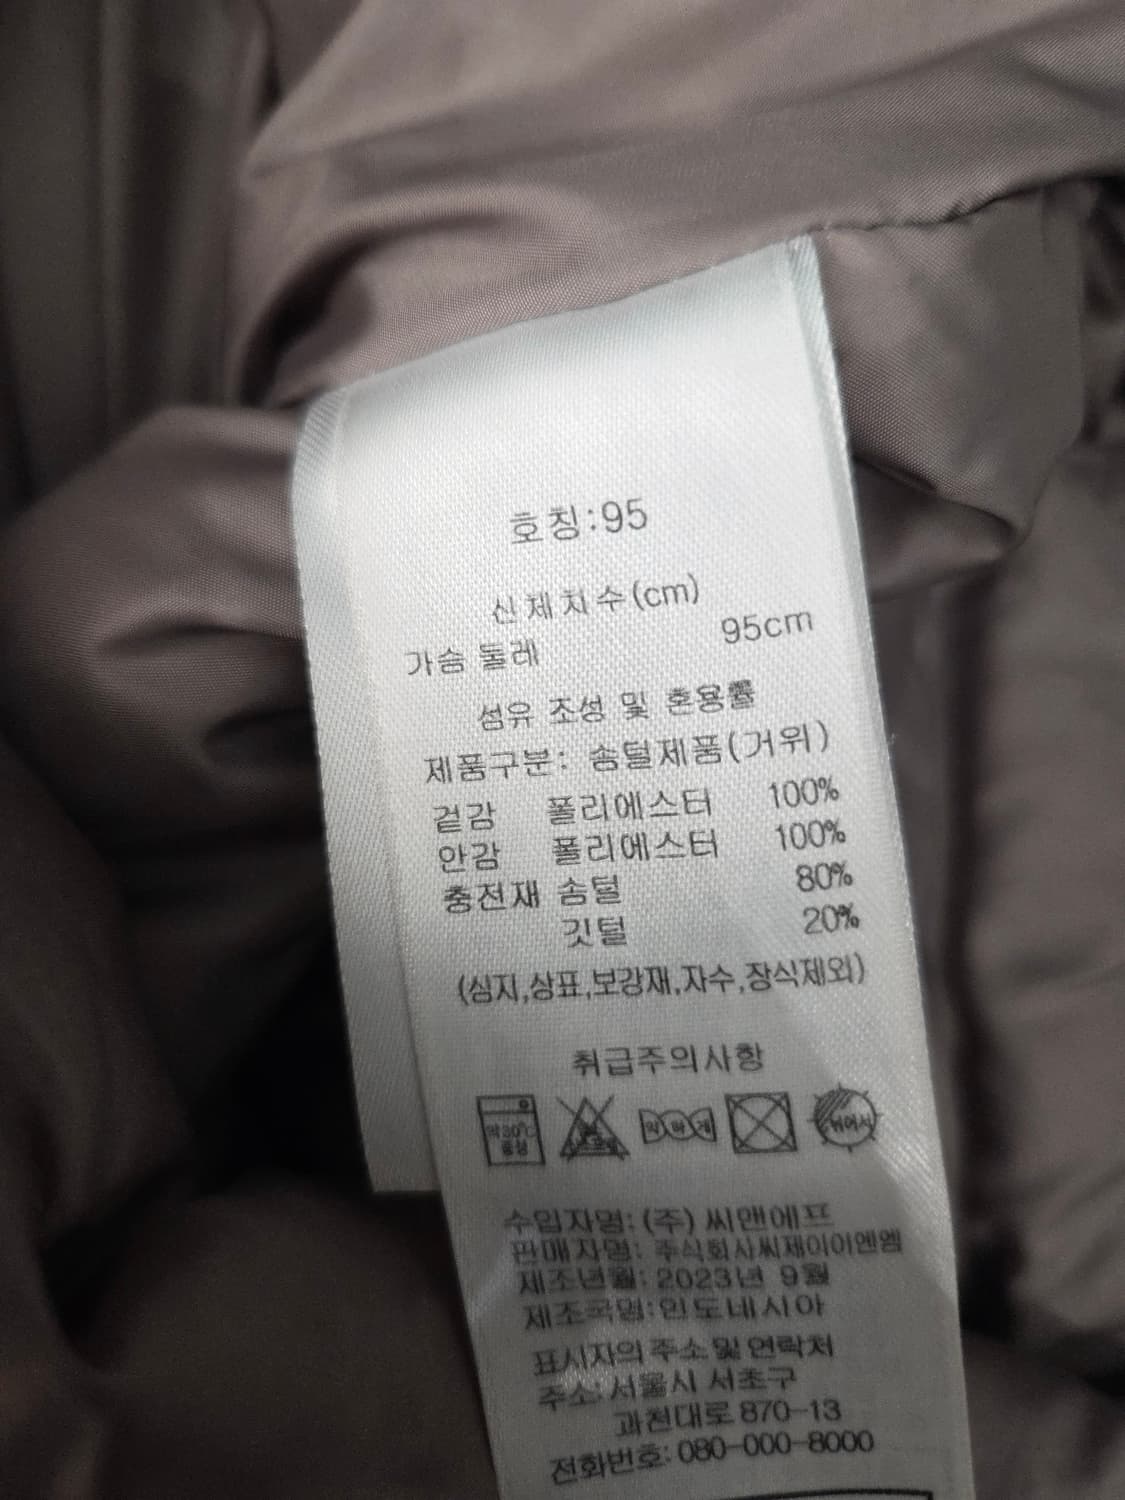 호칭:95
신체치수(cm)
가슴 둘레 95cm
섬유 조성 및 혼용률
제품구분: 솜털제품(거위)
겉감 폴리에스터 100%
안감 폴리에스터 100%
충전재 솜털 80%
깃털 20%
(심지,상표,보강재,자수,장식제외)
취급주의사항
약30℃ 중성 약하게 뉘어서
수입자명: (주) 씨앤에프
판매자명: 주식회사씨제이이엔엠
제조년월: 2023년 9월
제조국명: 인도네시아
표시자의 주소 및 연락처
주소: 서울시 서초구
과천대로 870-13
전화번호: 080-000-8000